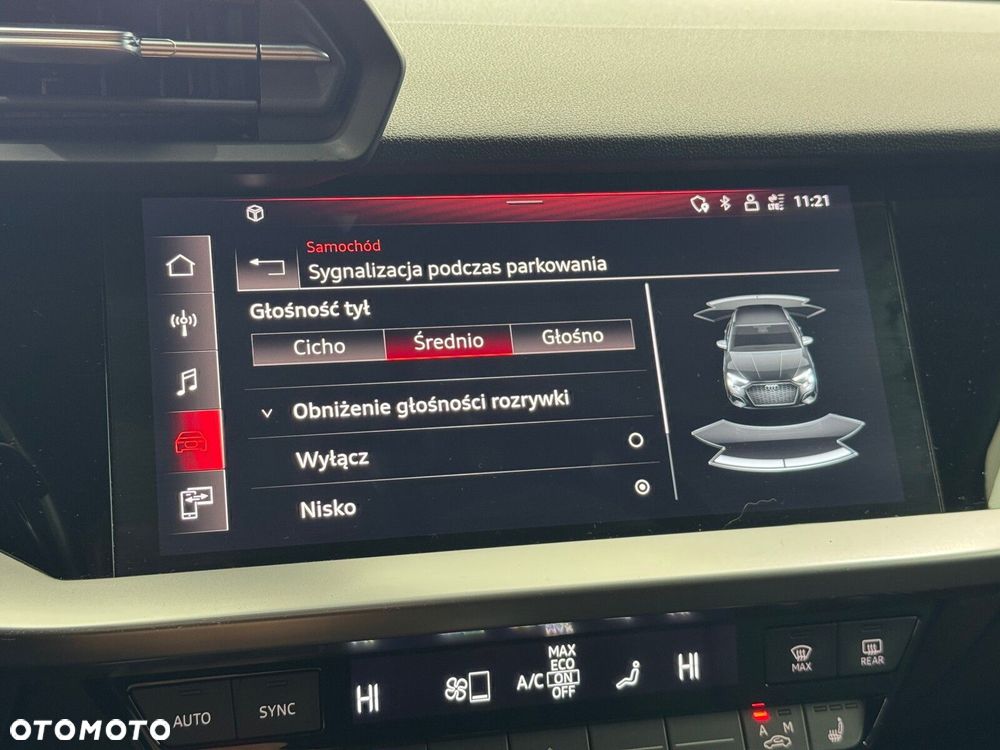 11:21
Samochód
Sygnalizacja podczas parkowania
Głośność tył
Cicho Średnio Głośno
Obniżenie głośności rozrywki
Wyłącz
Nisko
MAX
ECO
A/C ON
OFF
HI
HI
MAX
REAR
AUTO
SYNC
A M
OTOMOTO